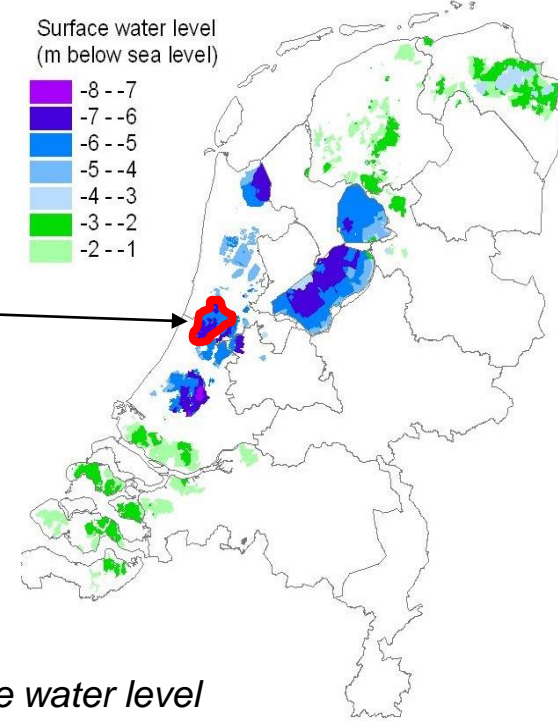 Surface water level
(m below sea level)
-8 - -7
-7 - -6
-6 - -5
-5 - -4
-4 - -3
-3 - -2
-2 - -1
e water level